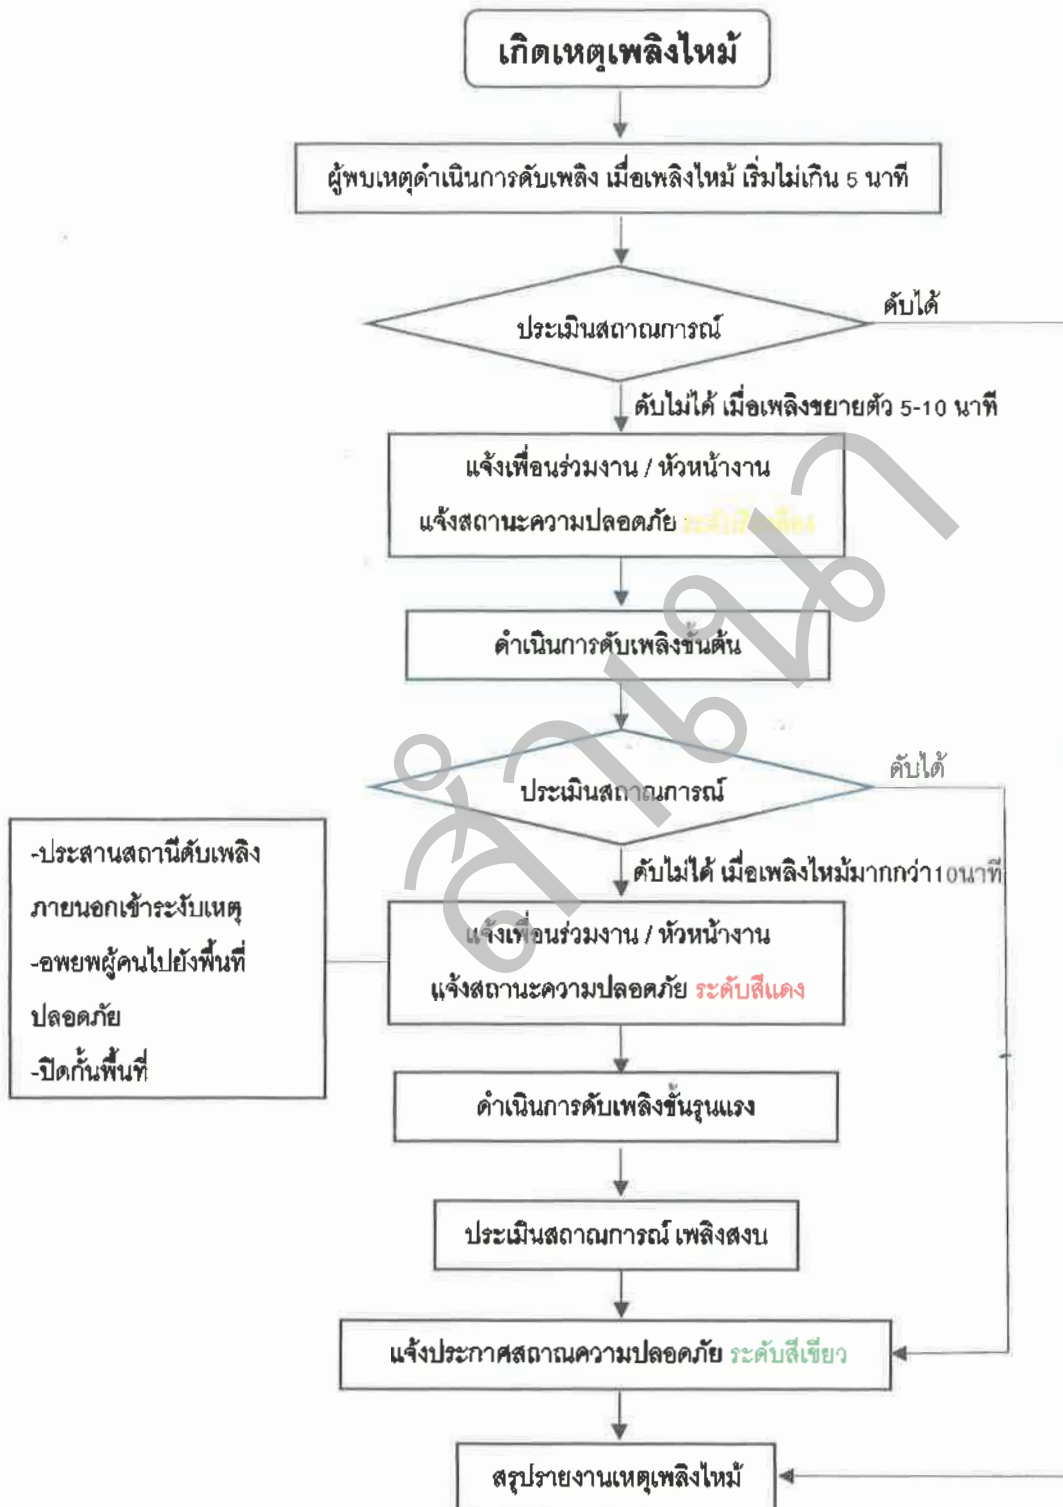 เกิดเหตุเพลิงไหม้
ผู้พบเหตุดำเนินการดับเพลิง เมื่อเพลิงไหม้ เริ่มไม่เกิน 5 นาที
ประเมินสถาณการณ์
ดับได้
ดับไม่ได้ เมื่อเพลิงขยายตัว 5-10 นาที
แจ้งเพื่อนร่วมงาน / หัวหน้างาน
แจ้งสถานะความปลอดภัย ระดับสีเหลือง
ดำเนินการดับเพลิงขั้นต้น
ประเมินสถาณการณ์
ดับได้
ดับไม่ได้ เมื่อเพลิงไหม้มากกว่า10นาที
-ประสานสถานีดับเพลิง
ภายนอกเข้าระงับเหตุ
-อพยพผู้คนไปยังพื้นที่
ปลอดภัย
-ปิดกั้นพื้นที่
แจ้งเพื่อนร่วมงาน / หัวหน้างาน
แจ้งสถานะความปลอดภัย ระดับสีแดง
ดำเนินการดับเพลิงขั้นรุนแรง
ประเมินสถาณการณ์ เพลิงสงบ
แจ้งประกาศสถาณความปลอดภัย ระดับสีเขียว
สรุปรายงานเหตุเพลิงไหม้
สำเนา